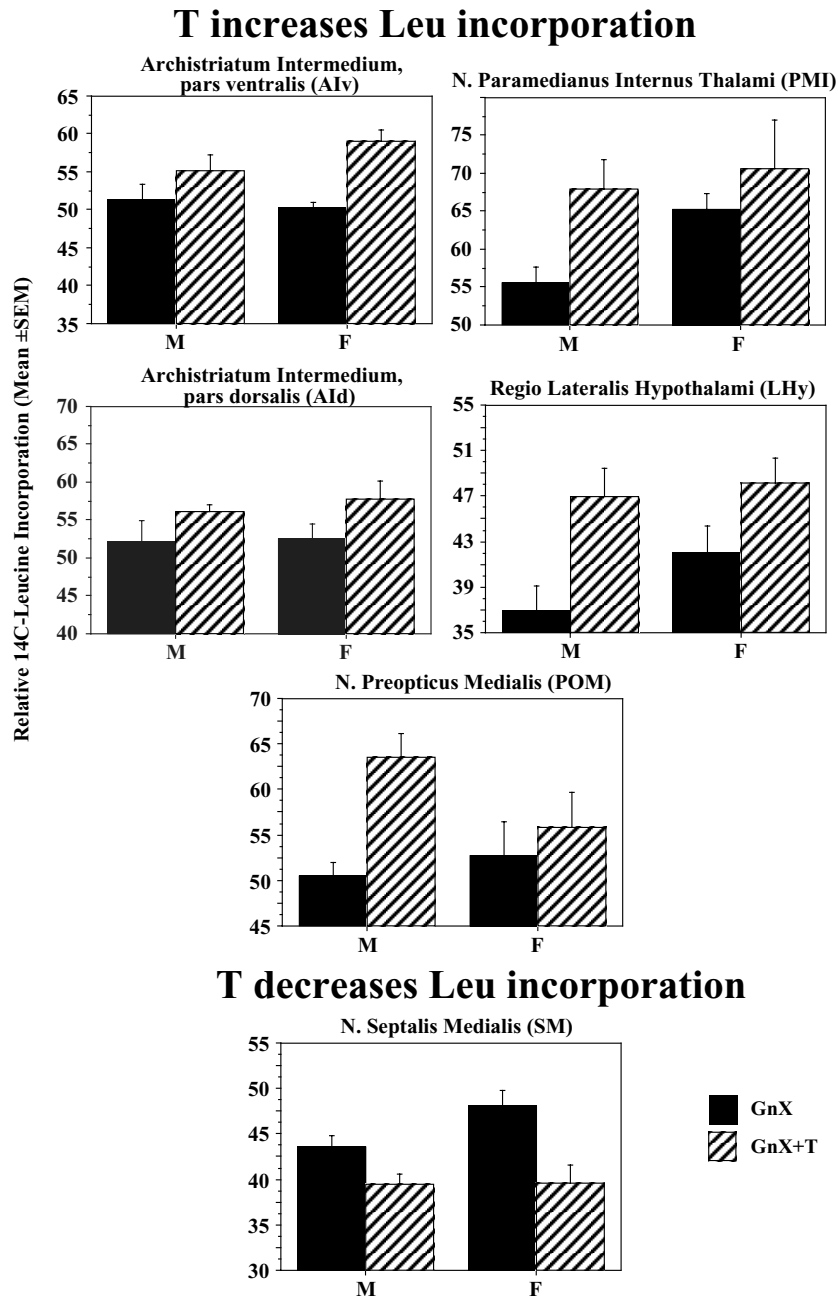 T increases Leu incorporation
Archistriatum Intermedium,
pars ventralis (AIv)
65
60
55
50
45
40
35
M
F
N. Paramedianus Internus Thalami (PMI)
75
70
65
60
55
50
M
F
Relative 14C-Leucine Incorporation (Mean ±SEM)
Archistriatum Intermedium,
pars dorsalis (AId)
70
65
60
55
50
45
40
M
F
Regio Lateralis Hypothalami (LHy)
55
51
47
43
39
35
M
F
N. Preopticus Medialis (POM)
70
65
60
55
50
45
M
F
T decreases Leu incorporation
N. Septalis Medialis (SM)
55
50
45
40
35
30
M
F
GnX
GnX+T